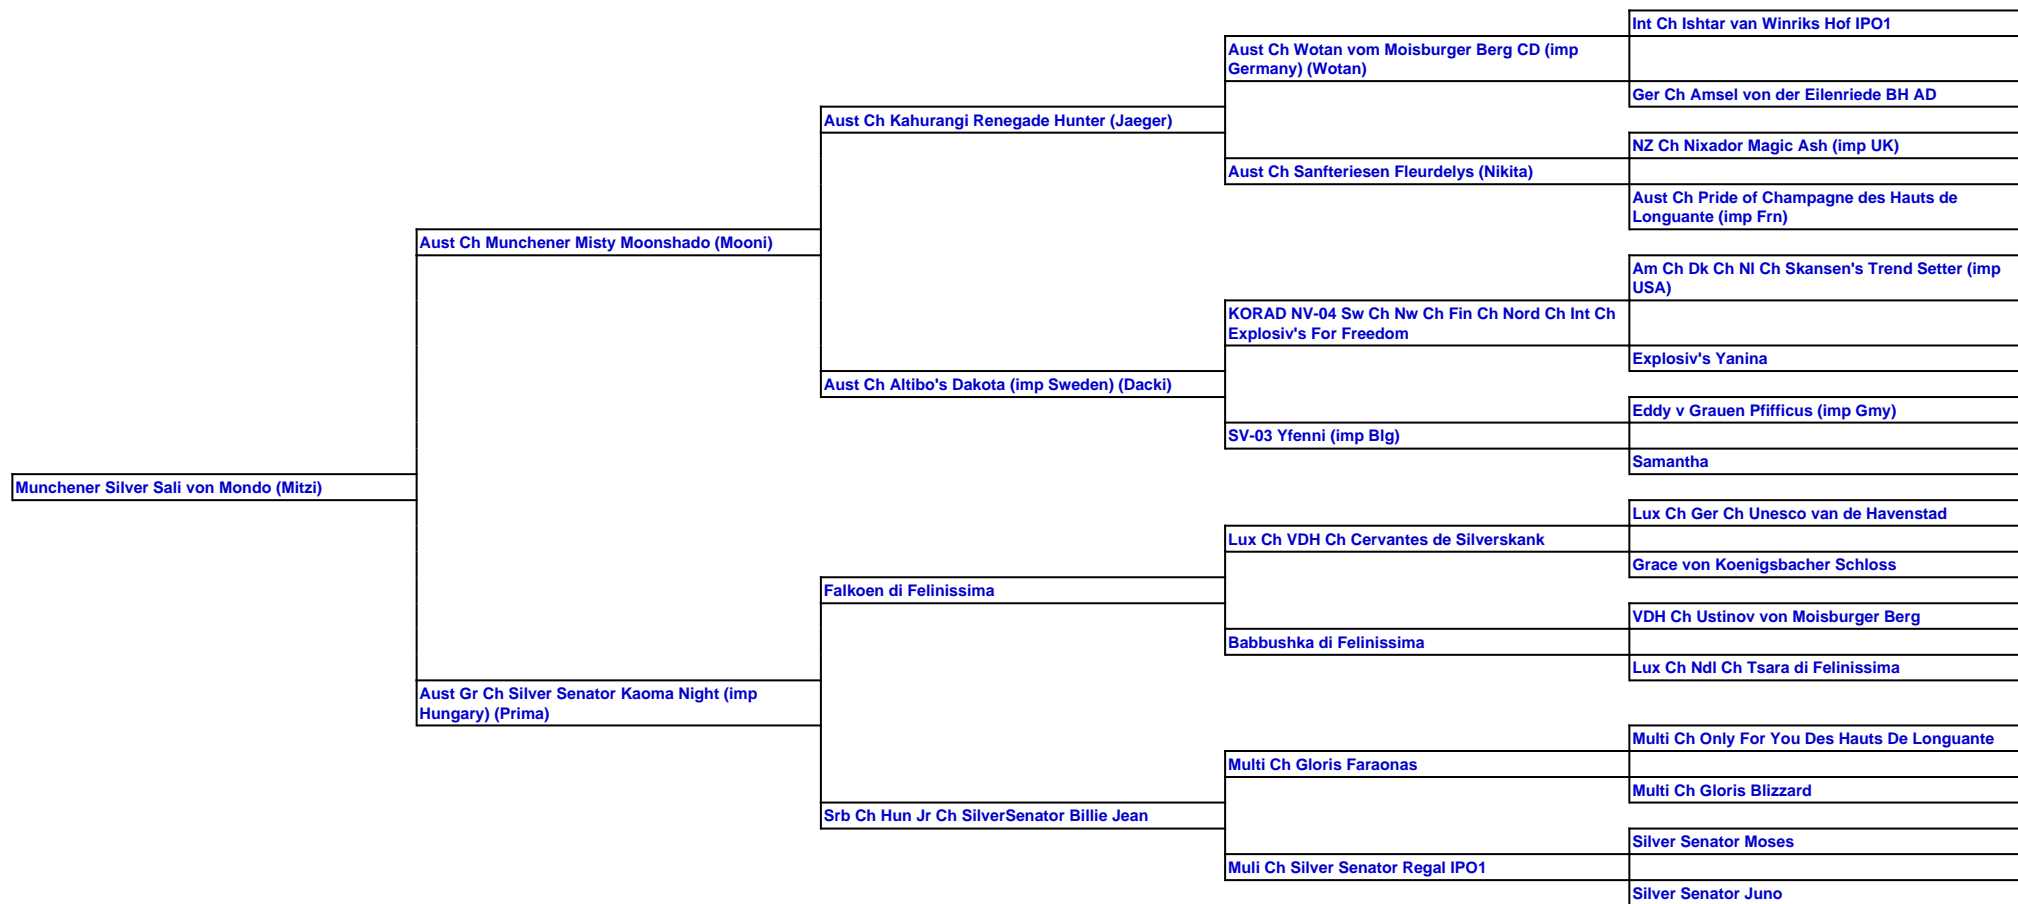 Int Ch Ishtar van Winriks Hof IPO1
Aust Ch Wotan vom Moisburger Berg CD (imp
Germany) (Wotan)
Ger Ch Amsel von der Eilenriede BH AD
Aust Ch Kahurangi Renegade Hunter (Jaeger)
NZ Ch Nixador Magic Ash (imp UK)
Aust Ch Sanfteriesen Fleurdelys (Nikita)
Aust Ch Pride of Champagne des Hauts de
Longuante (imp Frn)
Aust Ch Munchener Misty Moonshado (Mooni)
Am Ch Dk Ch Nl Ch Skansen's Trend Setter (imp
USA)
KORAD NV-04 Sw Ch Nw Ch Fin Ch Nord Ch Int Ch
Explosiv's For Freedom
Explosiv's Yanina
Aust Ch Altibo's Dakota (imp Sweden) (Dacki)
Eddy v Grauen Pfifficus (imp Gmy)
SV-03 Yfenni (imp Blg)
Samantha
Munchener Silver Sali von Mondo (Mitzi)
Lux Ch Ger Ch Unesco van de Havenstad
Lux Ch VDH Ch Cervantes de Silverskank
Grace von Koenigsbacher Schloss
Falkoen di Felinissima
VDH Ch Ustinov von Moisburger Berg
Babbushka di Felinissima
Lux Ch Ndl Ch Tsara di Felinissima
Aust Gr Ch Silver Senator Kaoma Night (imp
Hungary) (Prima)
Multi Ch Only For You Des Hauts De Longuante
Multi Ch Gloris Faraonas
Multi Ch Gloris Blizzard
Srb Ch Hun Jr Ch SilverSenator Billie Jean
Silver Senator Moses
Muli Ch Silver Senator Regal IPO1
Silver Senator Juno